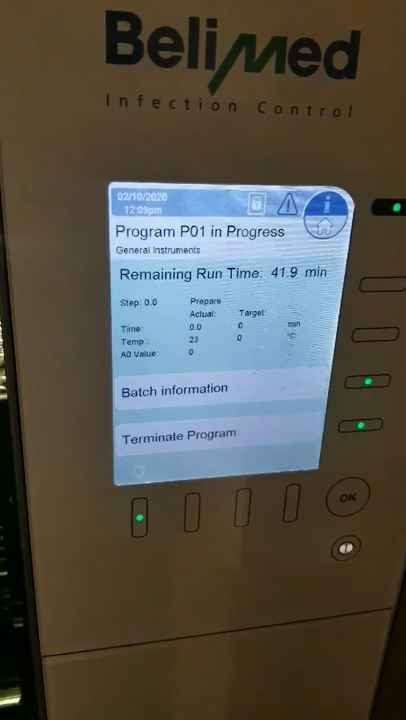 BeliMed
Infection Control
02/10/2020
12:09pm
Program P01 in Progress
General Instruments
Remaining Run Time: 41.9 min
Step: 0.0 Prepare
Actual: Target:
Time: 0.0 0 min
Temp.: 23 0 °C
A0 Value: 0
Batch information
Terminate Program
OK